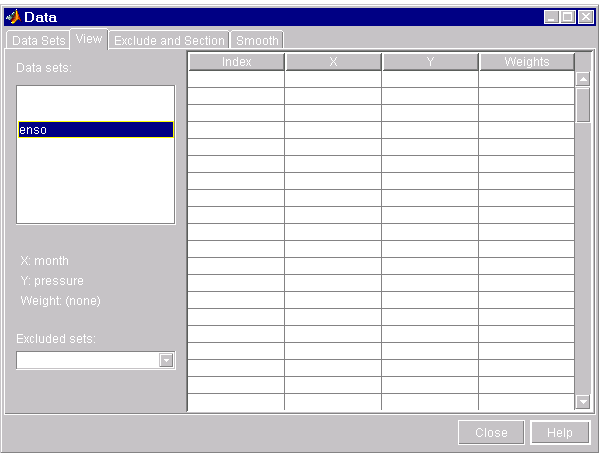 Data
Data Sets View Exclude and Section Smooth
Data sets:
enso
X: month
Y: pressure
Weight: (none)
Excluded sets:
Index X Y Weights
Close Help